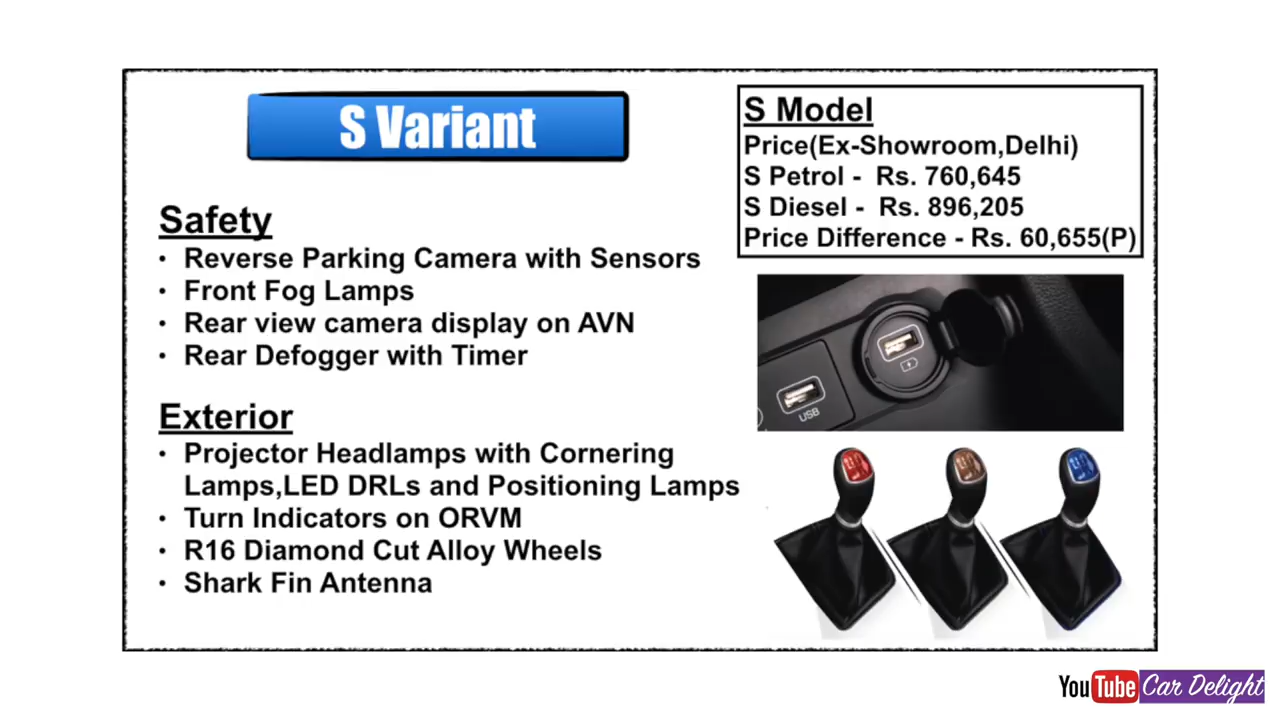 S Variant
S Model
Price(Ex-Showroom,Delhi)
S Petrol - Rs. 760,645
S Diesel - Rs. 896,205
Price Difference - Rs. 60,655(P)
Safety
• Reverse Parking Camera with Sensors
• Front Fog Lamps
• Rear view camera display on AVN
• Rear Defogger with Timer
Exterior
• Projector Headlamps with Cornering
Lamps,LED DRLs and Positioning Lamps
• Turn Indicators on ORVM
• R16 Diamond Cut Alloy Wheels
• Shark Fin Antenna
USB
YouTube Car Delight